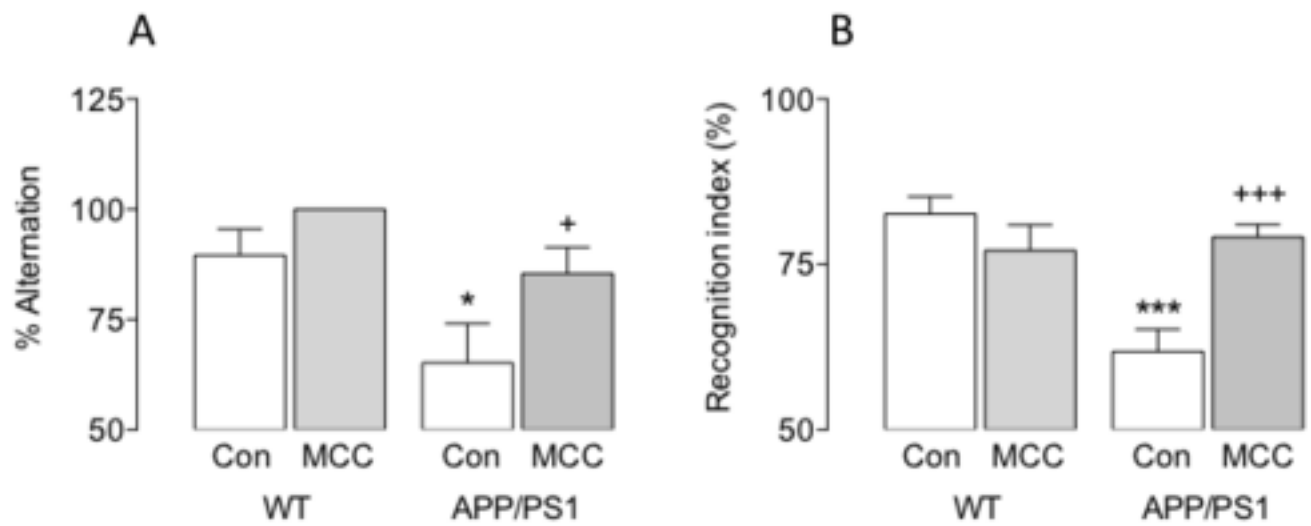 A
% Alternation
125
100
75
50
*
+
Con MCC Con MCC
WT APP/PS1
B
Recognition index (%)
100
75
50
***
+++
Con MCC Con MCC
WT APP/PS1